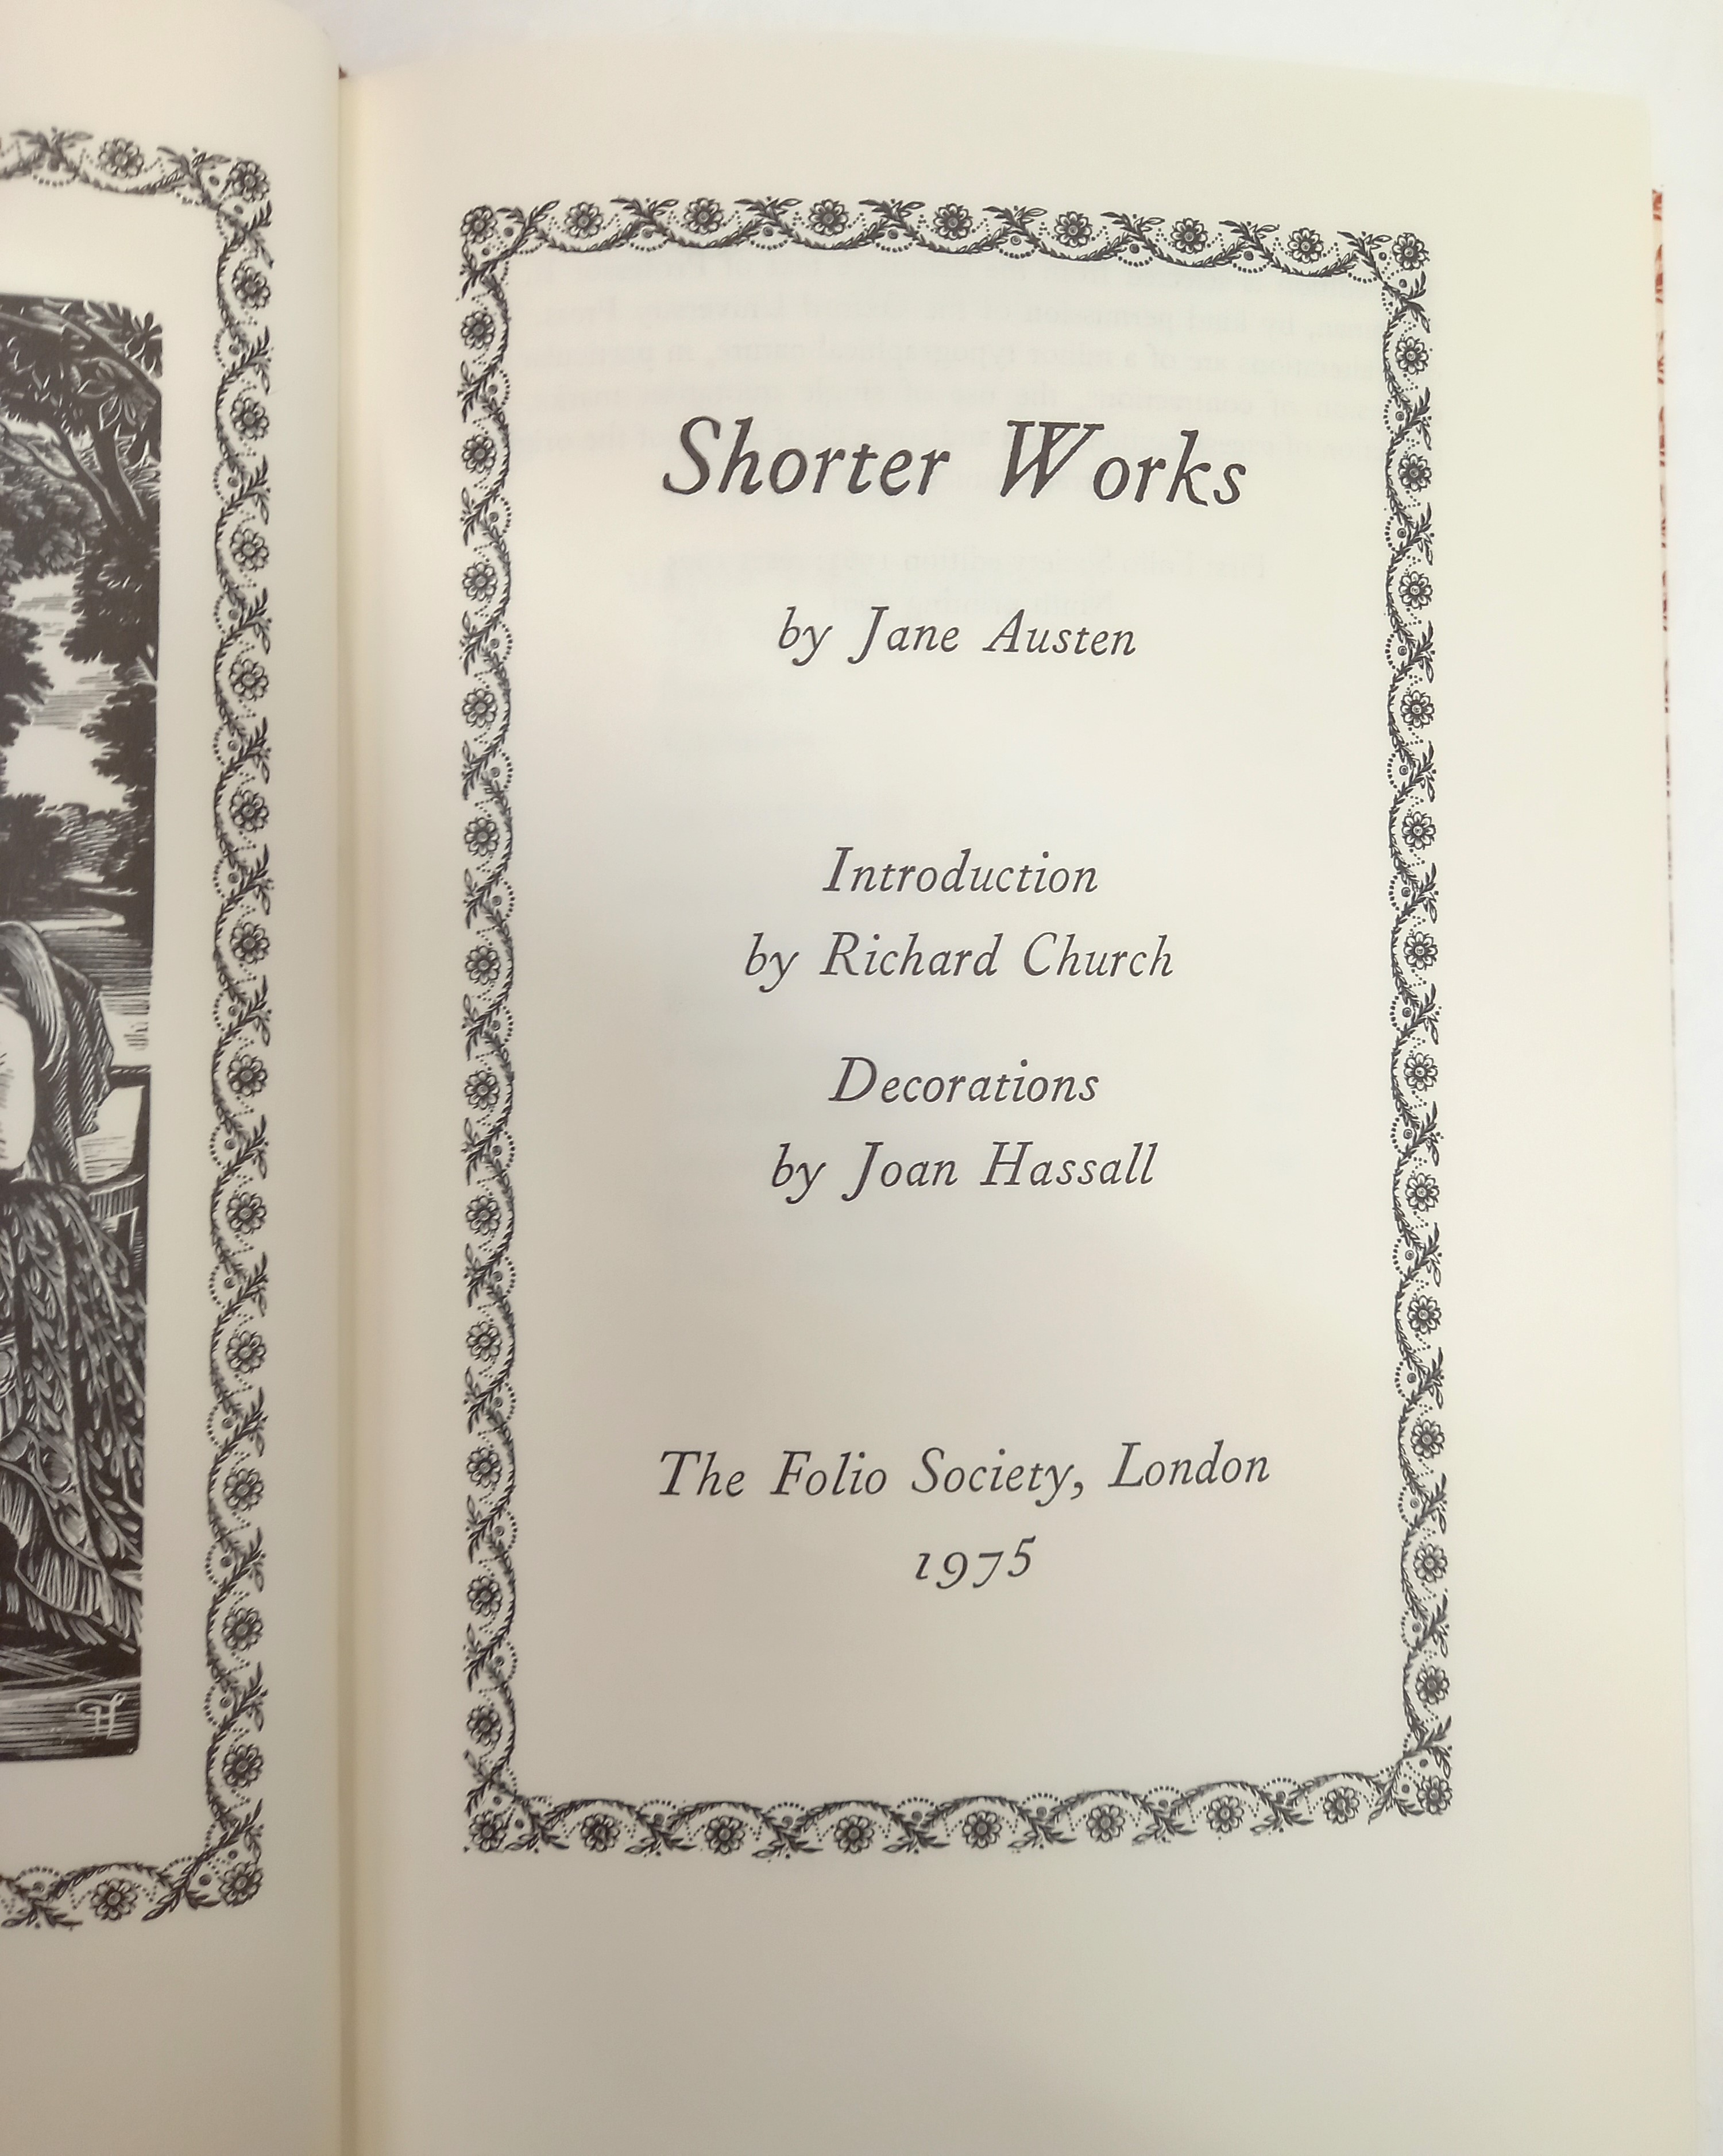 Shorter Works
by Jane Austen
Introduction
by Richard Church
Decorations
by Joan Hassall
The Folio Society, London
1975